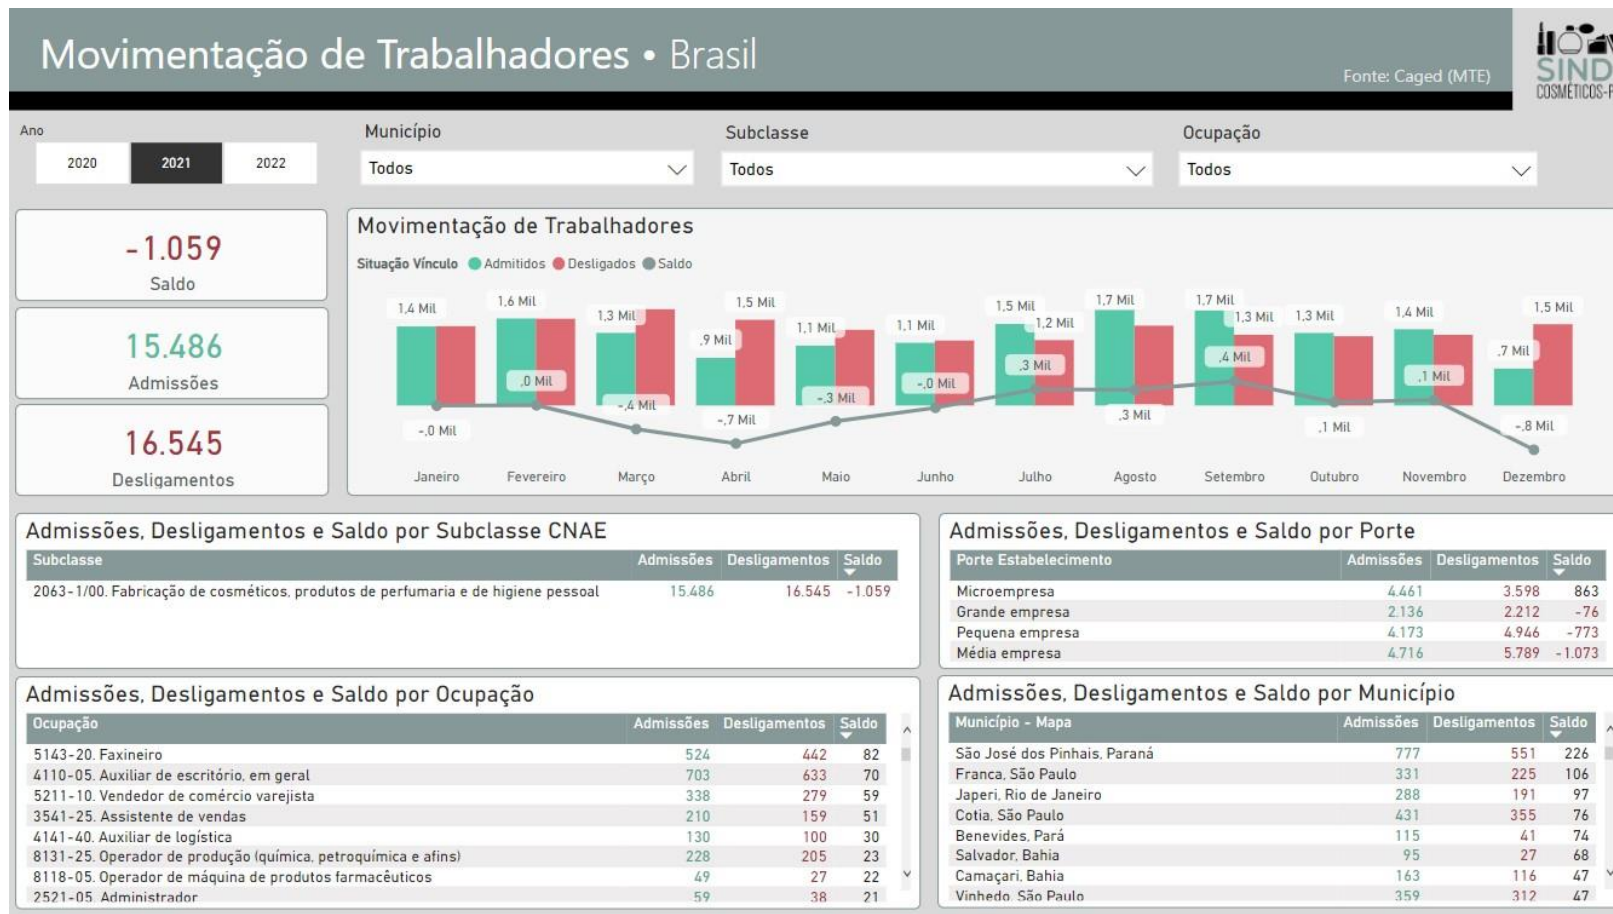 Movimentação de Trabalhadores • Brasil
Fonte: Caged (MTE)
SIND
COSMÉTICOS-P
Ano
2020 2021 2022
Município
Todos
Subclasse
Todos
Ocupação
Todos
-1.059
Saldo
15.486
Admissões
16.545
Desligamentos
Movimentação de Trabalhadores
Situação Vínculo Admitidos Desligados Saldo
1,4 Mil 1,6 Mil 1,3 Mil ,9 Mil 1,5 Mil 1,1 Mil 1,1 Mil 1,5 Mil 1,2 Mil 1,7 Mil 1,7 Mil 1,3 Mil 1,3 Mil 1,4 Mil ,7 Mil 1,5 Mil
-,0 Mil ,0 Mil -,4 Mil -,7 Mil -,3 Mil -,0 Mil ,3 Mil ,3 Mil ,4 Mil ,1 Mil ,1 Mil -,8 Mil
Janeiro Fevereiro Março Abril Maio Junho Julho Agosto Setembro Outubro Novembro Dezembro
Admissões, Desligamentos e Saldo por Subclasse CNAE
Subclasse Admissões Desligamentos Saldo
2063-1/00. Fabricação de cosméticos, produtos de perfumaria e de higiene pessoal 15.486 16.545 -1.059
Admissões, Desligamentos e Saldo por Porte
Porte Estabelecimento Admissões Desligamentos Saldo
Microempresa 4.461 3.598 863
Grande empresa 2.136 2.212 -76
Pequena empresa 4.173 4.946 -773
Média empresa 4.716 5.789 -1.073
Admissões, Desligamentos e Saldo por Ocupação
Ocupação Admissões Desligamentos Saldo
5143-20. Faxineiro 524 442 82
4110-05. Auxiliar de escritório, em geral 703 633 70
5211-10. Vendedor de comércio varejista 338 279 59
3541-25. Assistente de vendas 210 159 51
4141-40. Auxiliar de logística 130 100 30
8131-25. Operador de produção (química, petroquímica e afins) 228 205 23
8118-05. Operador de máquina de produtos farmacêuticos 49 27 22
2521-05. Administrador 59 38 21
Admissões, Desligamentos e Saldo por Município
Município - Mapa Admissões Desligamentos Saldo
São José dos Pinhais, Paraná 777 551 226
Franca, São Paulo 331 225 106
Japeri, Rio de Janeiro 288 191 97
Cotia, São Paulo 431 355 76
Benevides, Pará 115 41 74
Salvador, Bahia 95 27 68
Camaçari, Bahia 163 116 47
Vinhedo, São Paulo 359 312 47